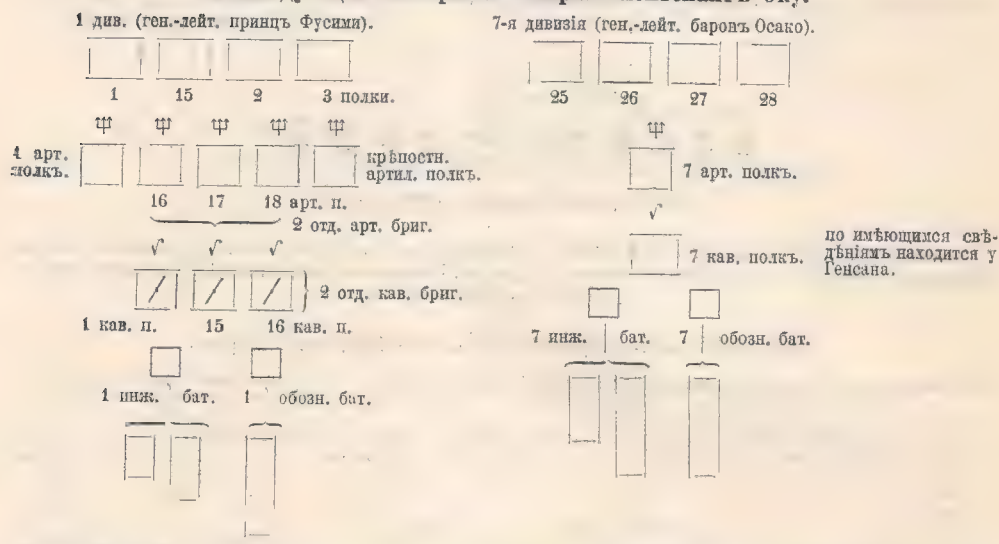 1 див. (ген.-лейт. принцъ Фусими).
1 15 2 3 полки.
1 арт. полкъ.
крѣпостн. артил. полкъ.
16 17 18 арт. п.
2 отд. арт. бриг.
2 отд. кав. бриг.
1 кав. п. 15 16 кав. п.
1 инж. бат. 1 обозн. бат.
7-я дивизія (ген.-лейт. баронъ Осако).
25 26 27 28
7 арт. полкъ.
7 кав. полкъ.
по имѣющимся свѣ-
дѣніямъ находится у
Генсана.
7 инж. бат. 7 обозн. бат.